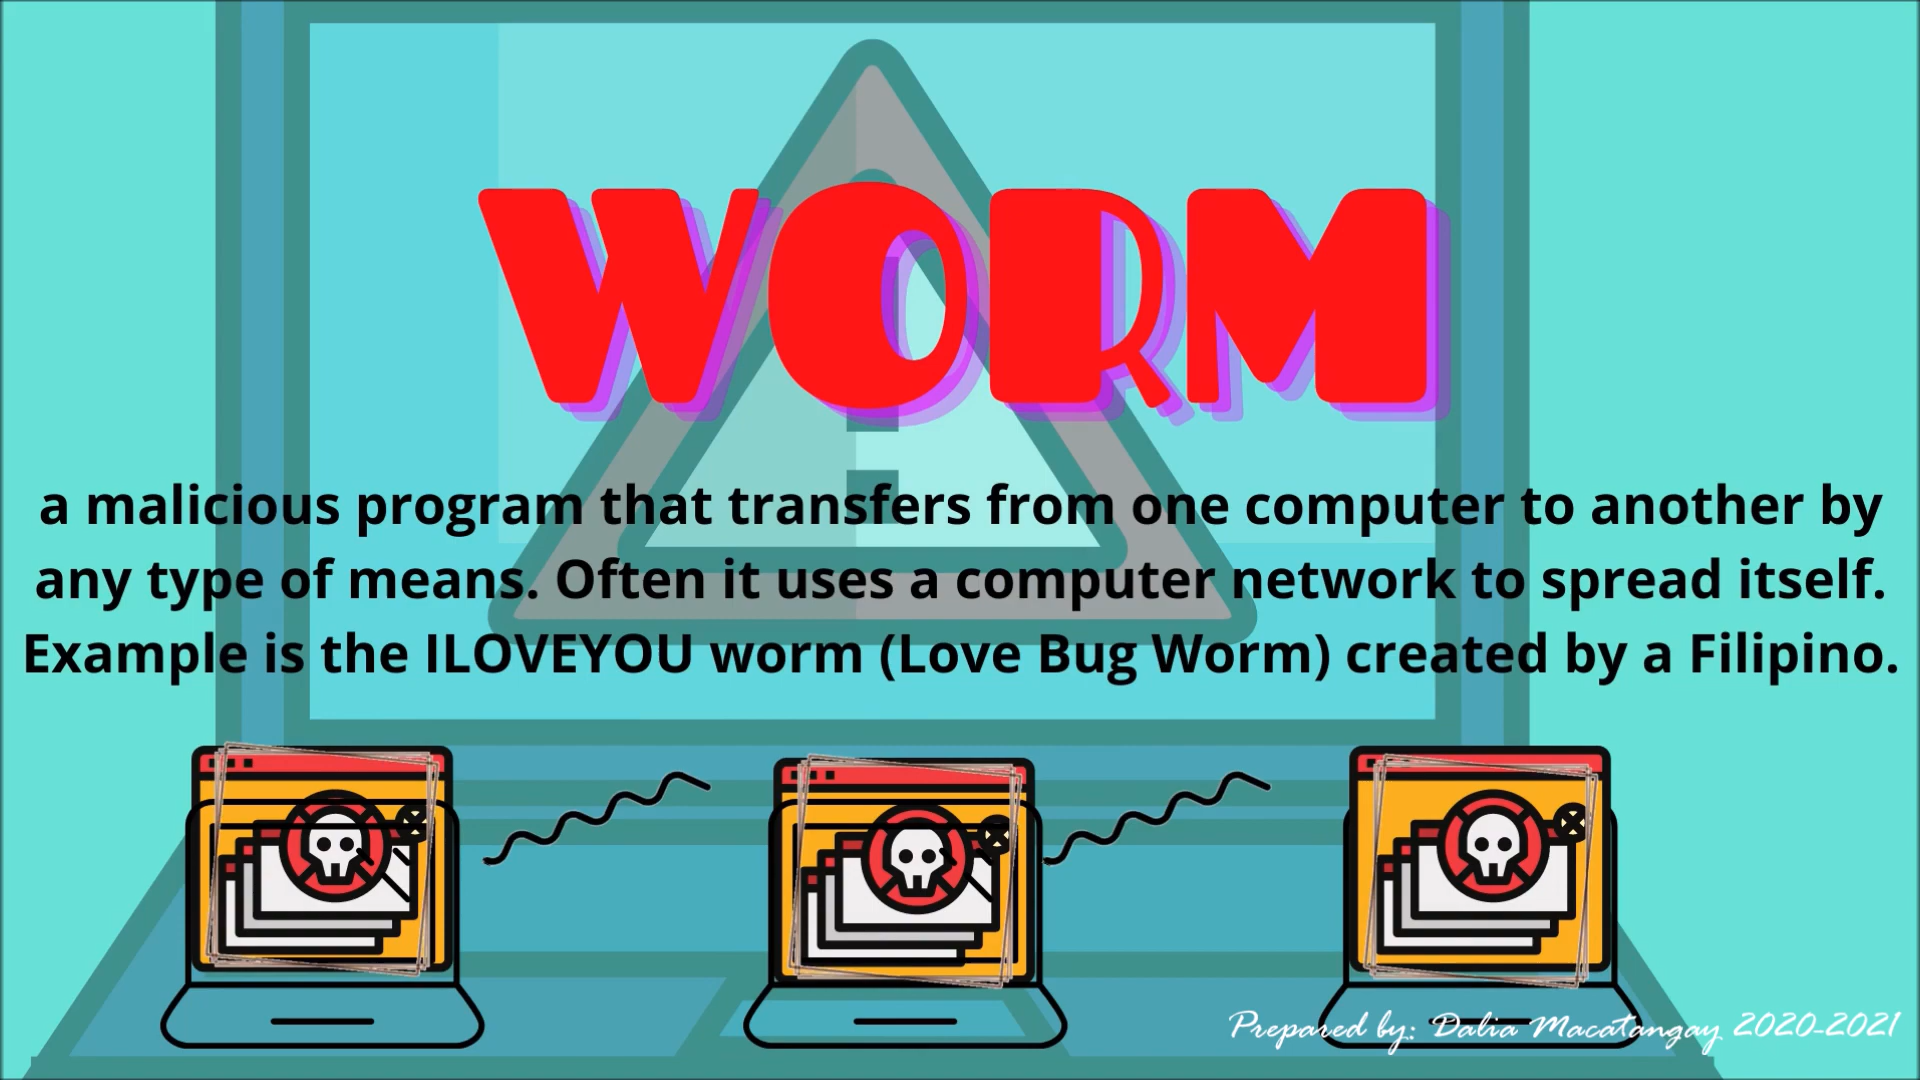 WORM
a malicious program that transfers from one computer to another by
any type of means. Often it uses a computer network to spread itself.
Example is the ILOVEYOU worm (Love Bug Worm) created by a Filipino.
Prepared by: Dalia Macatangay 2020-2021